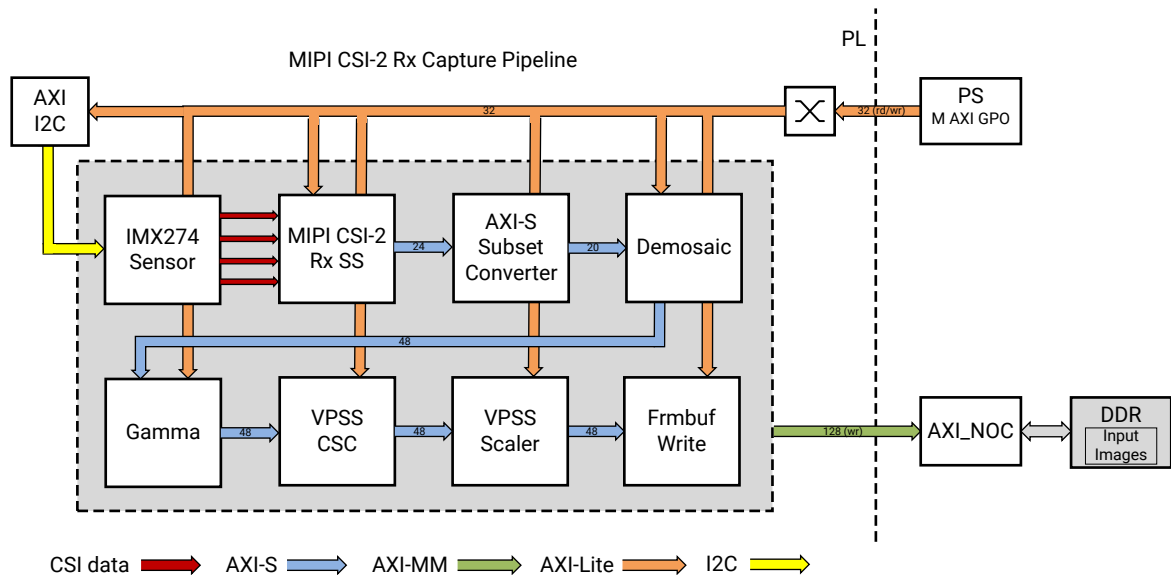 PL
MIPI CSI-2 Rx Capture Pipeline
AXI
I2C
32
32 (rd/wr)
PS
M AXI GPO
IMX274
Sensor
MIPI CSI-2
Rx SS
24
AXI-S
Subset
Converter
20
Demosaic
48
Gamma
48
VPSS
CSC
48
VPSS
Scaler
48
Frmbuf
Write
128 (wr)
AXI_NOC
DDR
Input
Images
CSI data
AXI-S
AXI-MM
AXI-Lite
I2C